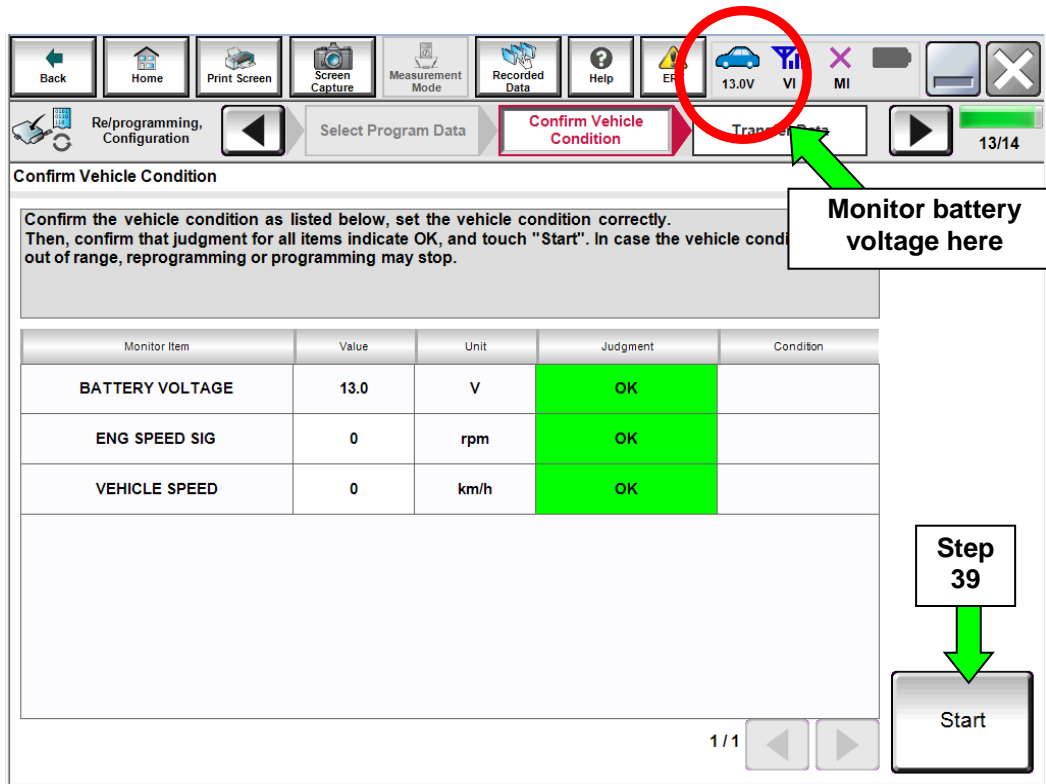 Back
Home
Print Screen
Screen
Capture
Measurement
Mode
Recorded
Data
Help
13.0V
VI
MI
Re/programming,
Configuration
Select Program Data
Confirm Vehicle
Condition
Transfer Data
13/14
Confirm Vehicle Condition
Monitor battery
voltage here
Confirm the vehicle condition as listed below, set the vehicle condition correctly.
Then, confirm that judgment for all items indicate OK, and touch "Start". In case the vehicle condi
out of range, reprogramming or programming may stop.
Monitor Item Value Unit Judgment Condition
BATTERY VOLTAGE 13.0 V OK
ENG SPEED SIG 0 rpm OK
VEHICLE SPEED 0 km/h OK
Step
39
Start
1/1